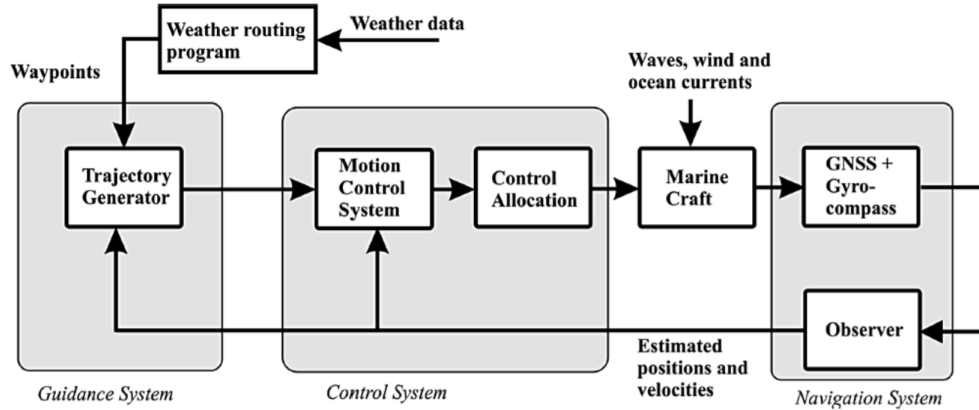 Weather routing
program
Weather data
Waypoints
Waves, wind and
ocean currents
Trajectory
Generator
Motion
Control
System
Control
Allocation
Marine
Craft
GNSS +
Gyro-
compass
Observer
Estimated
positions and
velocities
Guidance System
Control System
Navigation System